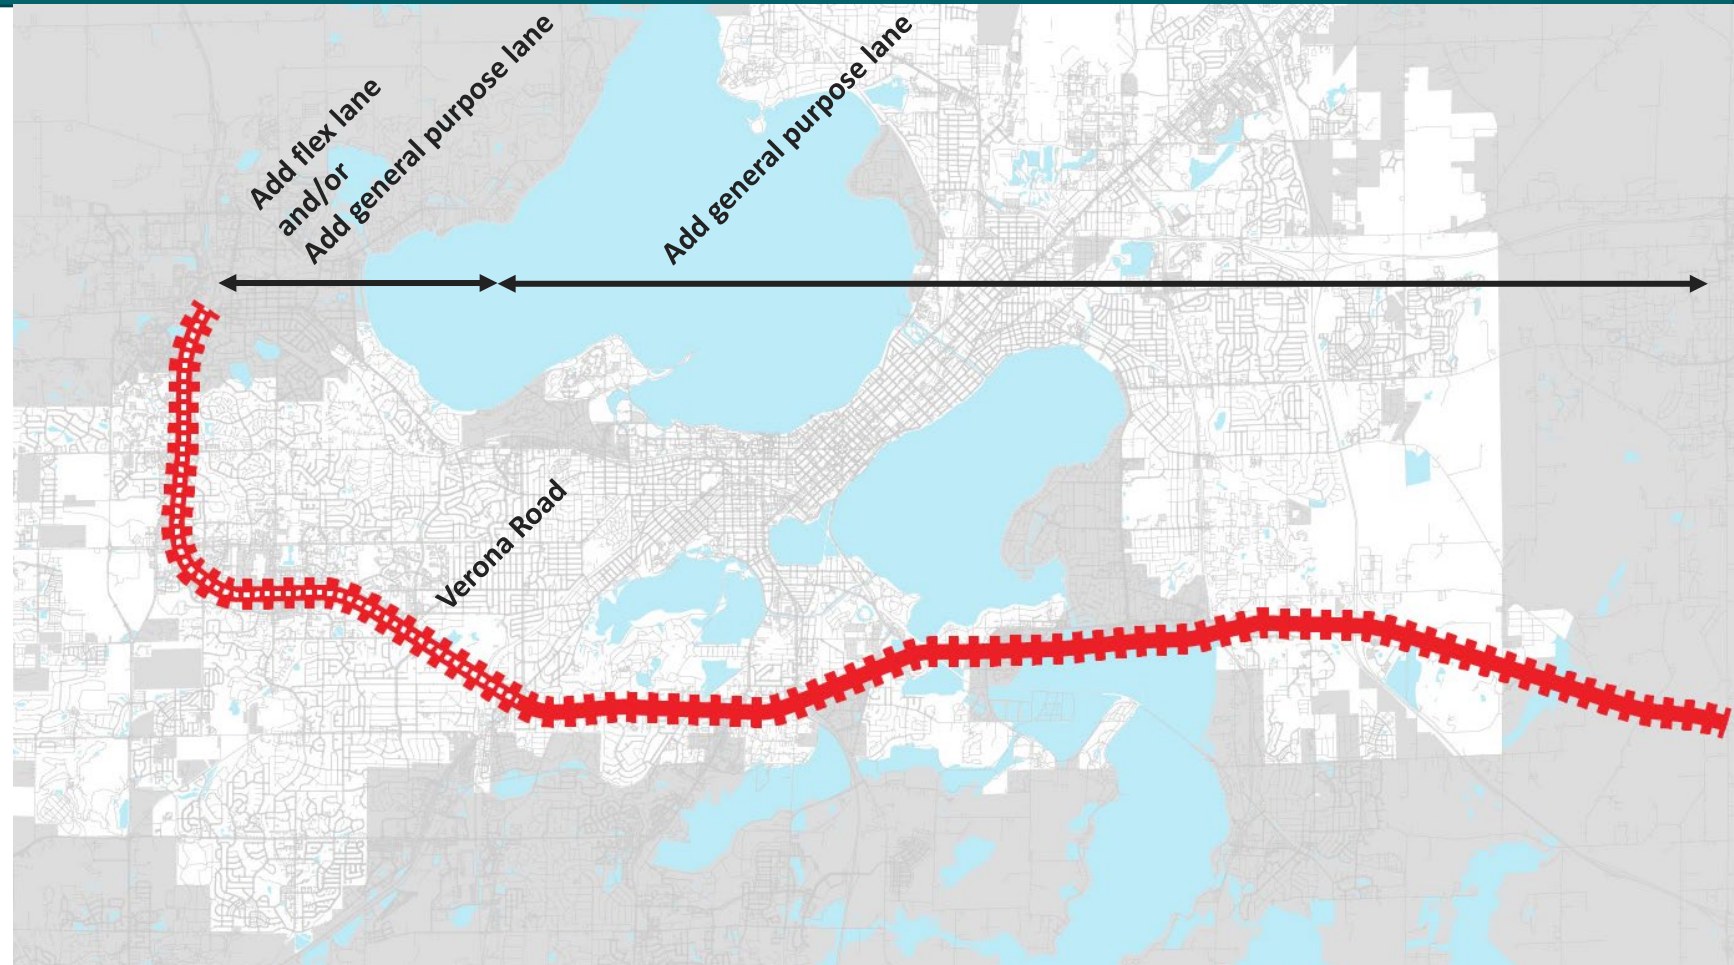 Add flex lane
and/or
Add general purpose lane
Add general purpose lane
Verona Road